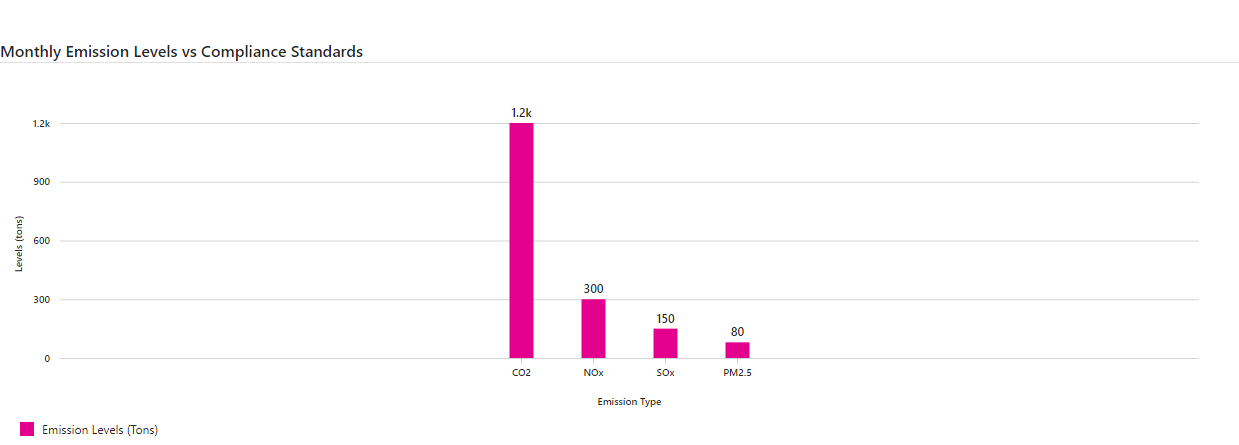 Monthly Emission Levels vs Compliance Standards
1.2k
1.2k
900
Levels (tons)
600
300
300
150
80
0
CO2 NOx SOx PM2.5
Emission Type
Emission Levels (Tons)